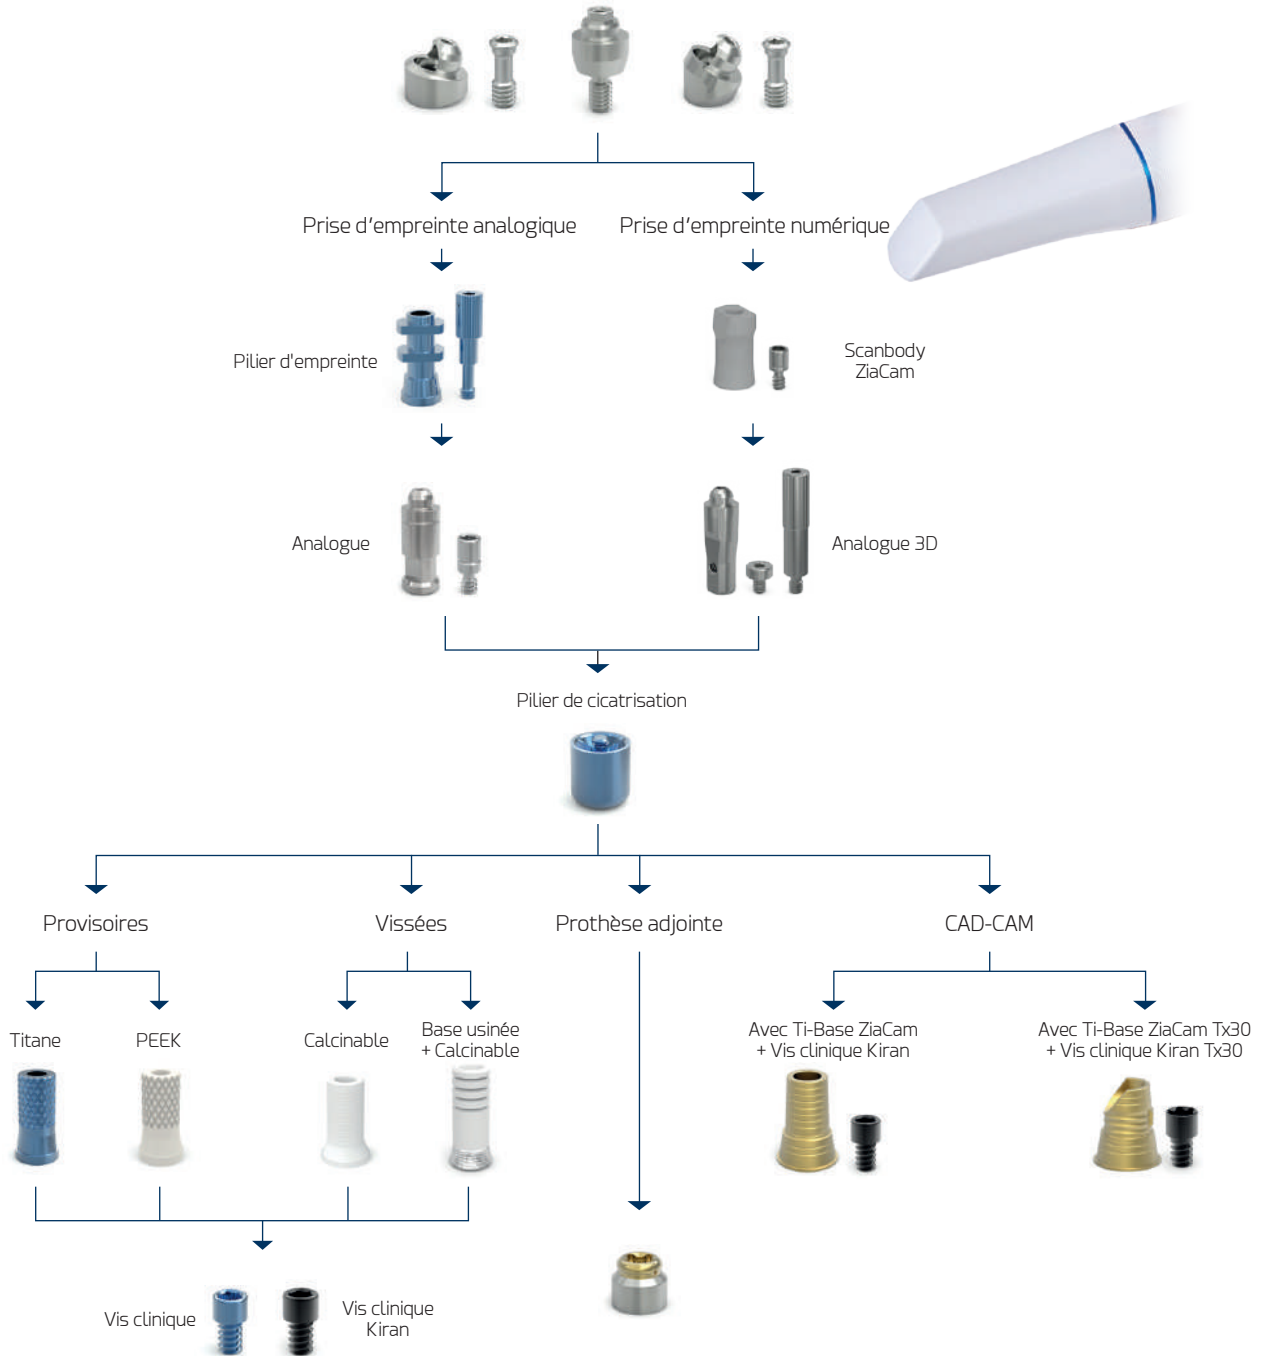 Prise d'empreinte analogique
Prise d'empreinte numérique
Pilier d'empreinte
Scanbody
ZiaCam
Analogue
Analogue 3D
Pilier de cicatrisation
Provisoires
Vissées
Prothèse adjointe
CAD-CAM
Titane
PEEK
Calcinable
Base usinée
+ Calcinable
Avec Ti-Base ZiaCam
+ Vis clinique Kiran
Avec Ti-Base ZiaCam Tx30
+ Vis clinique Kiran Tx30
Vis clinique
Vis clinique
Kiran